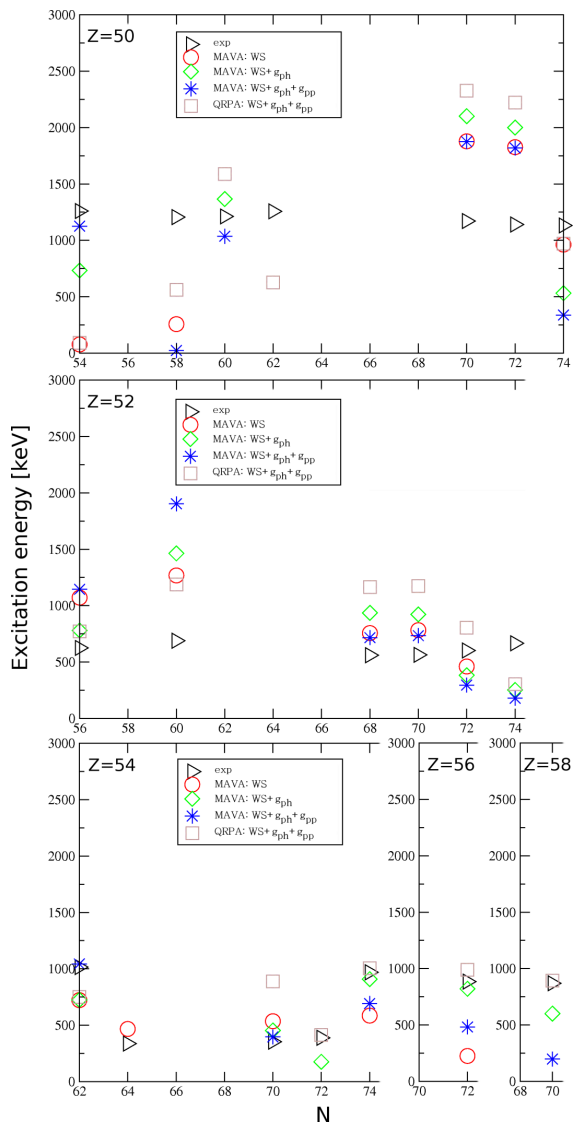 Z=50
exp
MAVA: WS
MAVA: WS+g_ph
MAVA: WS+g_ph+g_pp
QRPA: WS+g_ph+g_pp
3000
2500
2000
1500
1000
500
0
54 56 58 60 62 64 66 68 70 72 74
Z=52
exp
MAVA: WS
MAVA: WS+g_ph
MAVA: WS+g_ph+g_pp
QRPA: WS+g_ph+g_pp
3000
2500
2000
1500
1000
500
0
56 58 60 62 64 66 68 70 72 74
Excitation energy [keV]
Z=54
exp
MAVA: WS
MAVA: WS+g_ph
MAVA: WS+g_ph+g_pp
QRPA: WS+g_ph+g_pp
3000
2500
2000
1500
1000
500
0
62 64 66 68 70 72 74
Z=56
3000
2500
2000
1500
1000
500
0
70 72
Z=58
3000
2500
2000
1500
1000
500
0
68 70
N